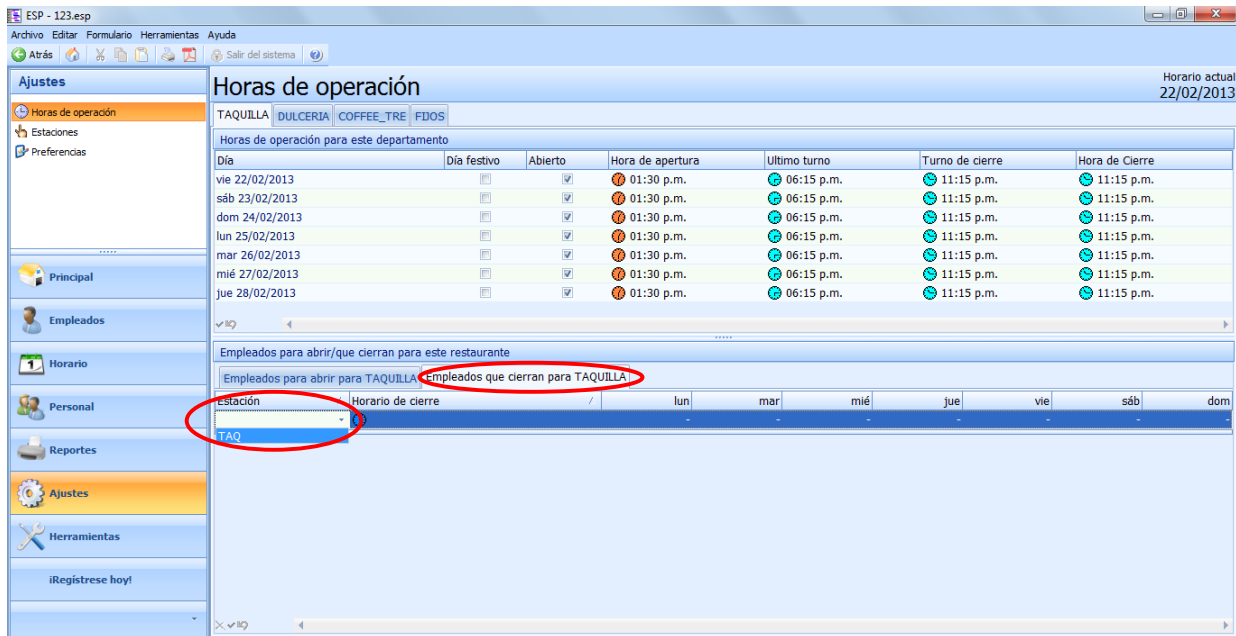 ESP - 123.esp
Archivo Editar Formulario Herramientas Ayuda
Atrás Salir del sistema
Ajustes
Horas de operación
Estaciones
Preferencias
Principal
Empleados
Horario
Personal
Reportes
Ajustes
Herramientas
¡Regístrese hoy!
Horas de operación
Horario actual
22/02/2013
TAQUILLA DULCERIA COFFEE_TRE FIJOS
Horas de operación para este departamento
Día Día festivo Abierto Hora de apertura Ultimo turno Turno de cierre Hora de Cierre
vie 22/02/2013 01:30 p.m. 06:15 p.m. 11:15 p.m. 11:15 p.m.
sáb 23/02/2013 01:30 p.m. 06:15 p.m. 11:15 p.m. 11:15 p.m.
dom 24/02/2013 01:30 p.m. 06:15 p.m. 11:15 p.m. 11:15 p.m.
lun 25/02/2013 01:30 p.m. 06:15 p.m. 11:15 p.m. 11:15 p.m.
mar 26/02/2013 01:30 p.m. 06:15 p.m. 11:15 p.m. 11:15 p.m.
mié 27/02/2013 01:30 p.m. 06:15 p.m. 11:15 p.m. 11:15 p.m.
jue 28/02/2013 01:30 p.m. 06:15 p.m. 11:15 p.m. 11:15 p.m.
Empleados para abrir/que cierran para este restaurante
Empleados para abrir para TAQUILLA Empleados que cierran para TAQUILLA
Estación Horario de cierre lun mar mié jue vie sáb dom
- - - - - - -
TAQ